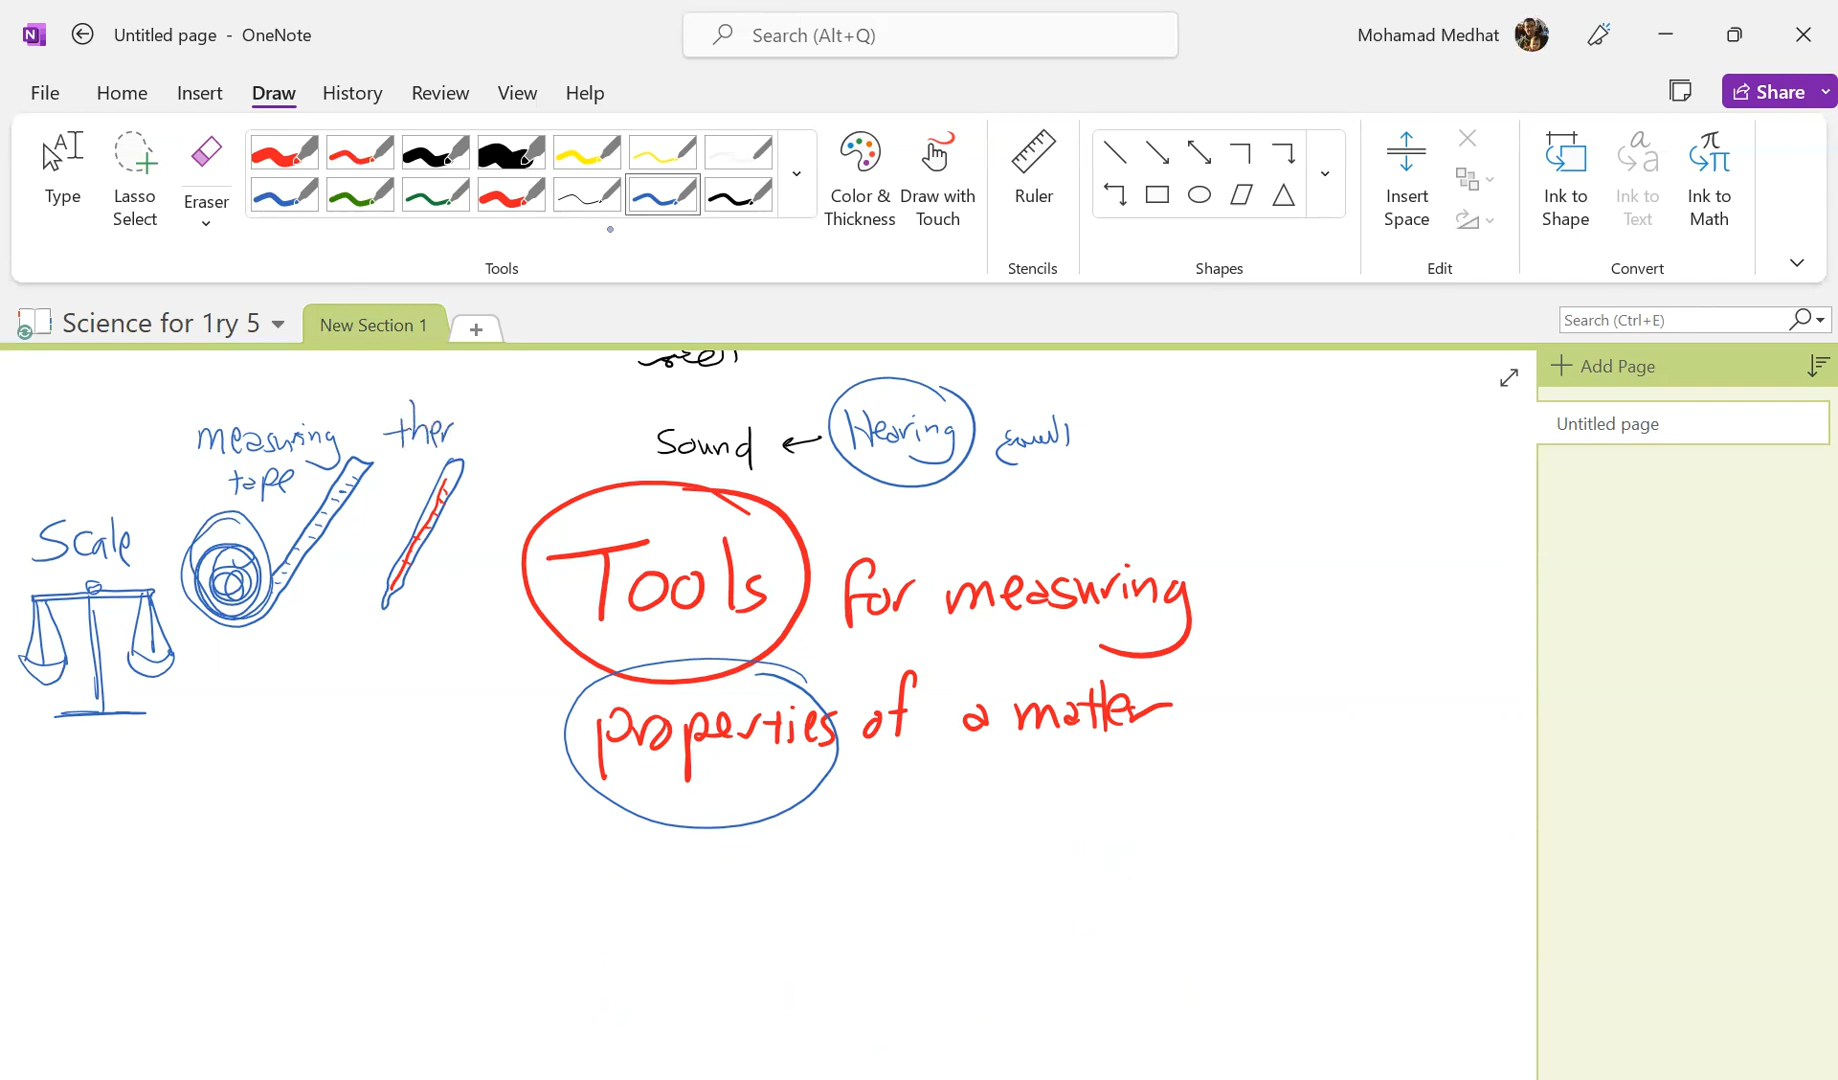 Untitled page - OneNote
Search (Alt+Q)
Mohamad Medhat
File Home Insert Draw History Review View Help
Share
Type
Lasso Select
Eraser
Color & Thickness
Draw with Touch
Ruler
Insert Space
Ink to Shape
Ink to Text
Ink to Math
Tools
Stencils
Shapes
Edit
Convert
Science for 1ry 5
New Section 1
Search (Ctrl+E)
Add Page
Untitled page
Sound ← Hearing
measuring tape
ther
Scale
Tools for measuring
properties of a matter